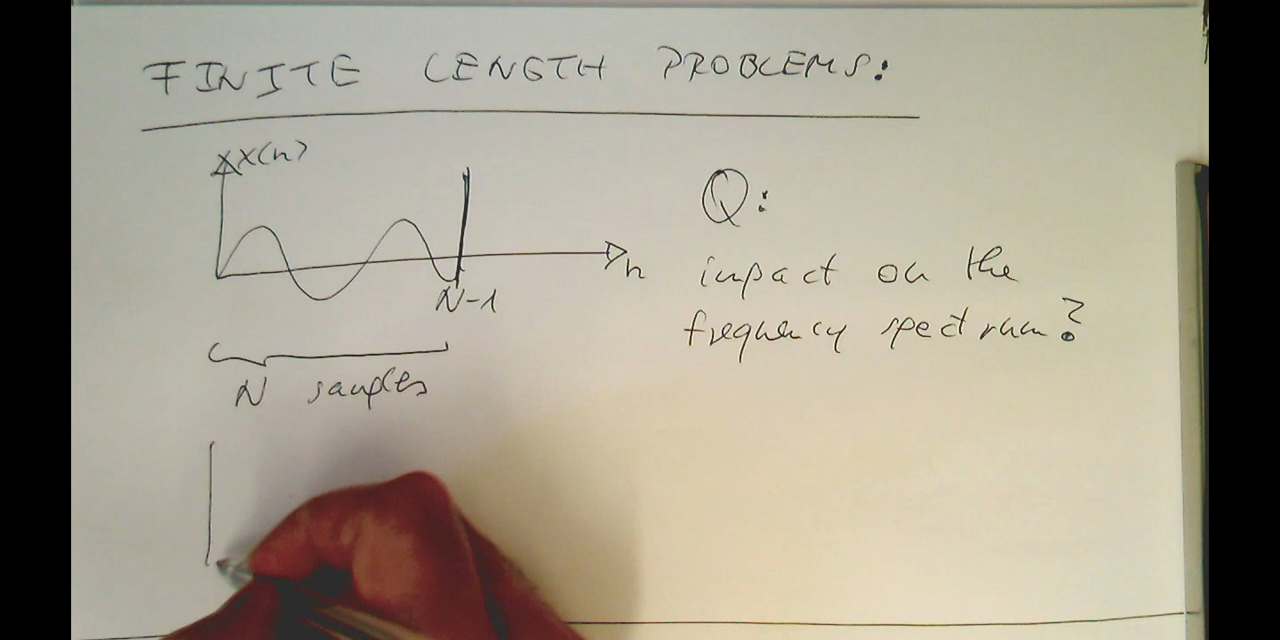 FINITE LENGTH PROBLEMS:
x(n)
n
N-1
N samples
Q:
impact on the
frequency spectrum?